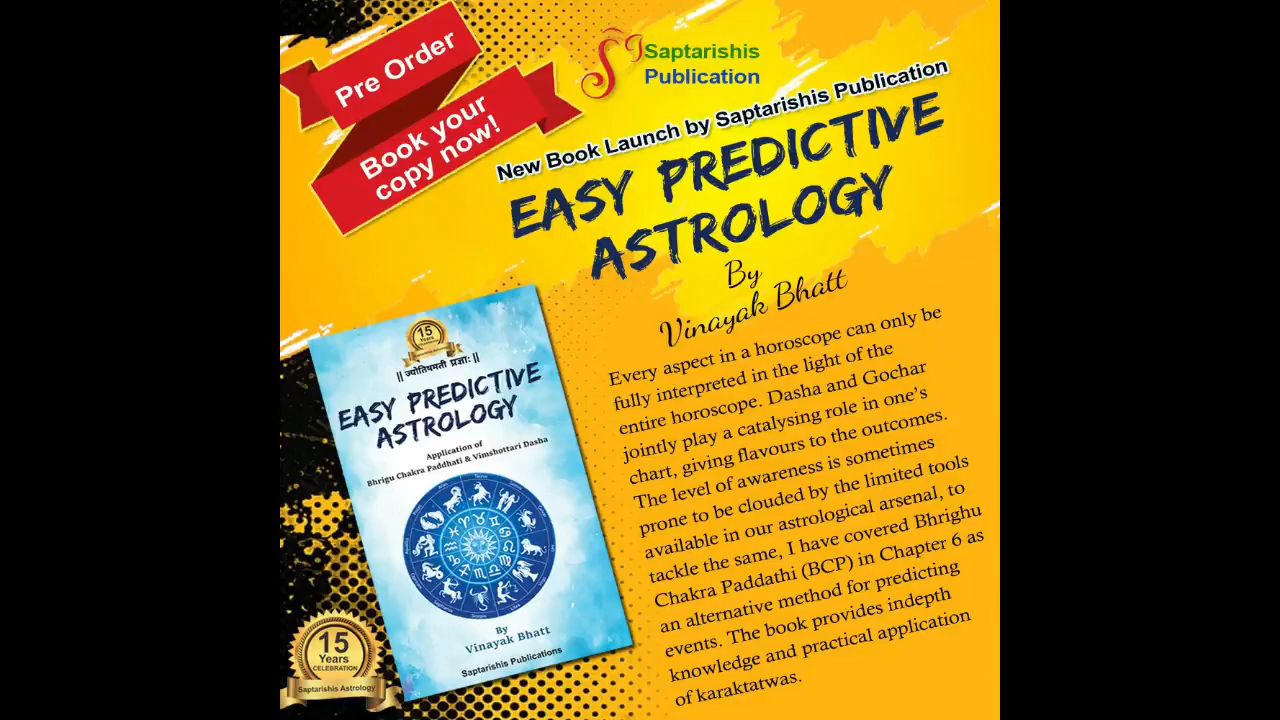 Pre Order
Book your
copy now!
Saptarishis
Publication
New Book Launch by Saptarishis Publication
EASY PREDICTIVE
ASTROLOGY
By
Vinayak Bhatt
Every aspect in a horoscope can only be
fully interpreted in the light of the
entire horoscope. Dasha and Gochar
jointly play a catalysing role in one's
chart, giving flavours to the outcomes.
The level of awareness is sometimes
prone to be clouded by the limited tools
available in our astrological arsenal, to
tackle the same, I have covered Bhrighu
Chakra Paddathi (BCP) in Chapter 6 as
an alternative method for predicting
events. The book provides indepth
knowledge and practical application
of karaktatwas.
15
Years
|| ज्योतिषमती प्रज्ञाः ||
EASY PREDICTIVE
ASTROLOGY
Application of
Bhrigu Chakra Paddhati & Vimshottari Dasha
By
Vinayak Bhatt
Saptarishis Publications
15
Years
CELEBRATION
Saptarishis Astrology